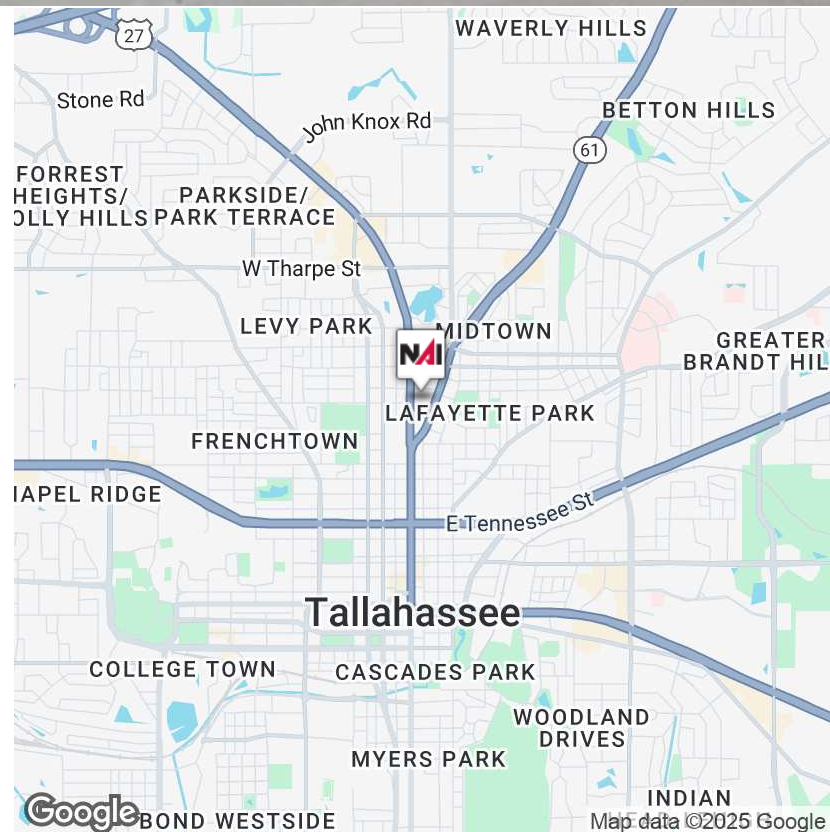 WAVERLY HILLS
27
Stone Rd
BETTON HILLS
John Knox Rd
61
FORREST
HEIGHTS/
OLLY HILLS
PARKSIDE/
PARK TERRACE
W Tharpe St
LEVY PARK
MIDTOWN
NAI
GREATER
BRANDT HIL
LAFAYETTE PARK
FRENCHTOWN
HAPEL RIDGE
E Tennessee St
Tallahassee
COLLEGE TOWN
CASCADES PARK
WOODLAND
DRIVES
MYERS PARK
INDIAN
Google
BOND WESTSIDE
Map data ©2025 Google